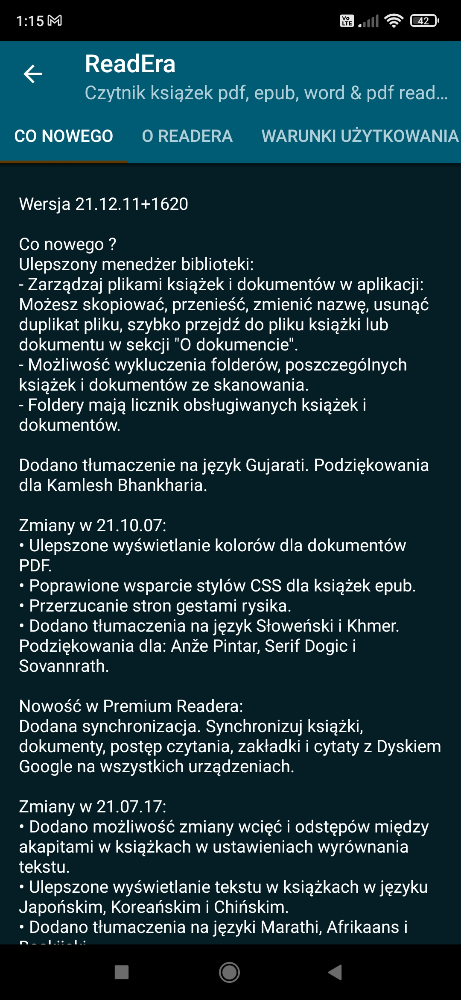 1:15
Vo LTE
42
ReadEra
Czytnik książek pdf, epub, word & pdf read...
CO NOWEGO
O READERA
WARUNKI UŻYTKOWANIA
Wersja 21.12.11+1620
Co nowego ?
Ulepszony menedżer biblioteki:
- Zarządzaj plikami książek i dokumentów w aplikacji:
Możesz skopiować, przenieść, zmienić nazwę, usunąć
duplikat pliku, szybko przejdź do pliku książki lub
dokumentu w sekcji "O dokumencie".
- Możliwość wykluczenia folderów, poszczególnych
książek i dokumentów ze skanowania.
- Foldery mają licznik obsługiwanych książek i
dokumentów.
Dodano tłumaczenie na język Gujarati. Podziękowania
dla Kamlesh Bhankharia.
Zmiany w 21.10.07:
• Ulepszone wyświetlanie kolorów dla dokumentów
PDF.
• Poprawione wsparcie stylów CSS dla książek epub.
• Przerzucanie stron gestami rysika.
• Dodano tłumaczenia na język Słoweński i Khmer.
Podziękowania dla: Anže Pintar, Serif Dogic i
Sovannrath.
Nowość w Premium Readera:
Dodana synchronizacja. Synchronizuj książki,
dokumenty, postęp czytania, zakładki i cytaty z Dyskiem
Google na wszystkich urządzeniach.
Zmiany w 21.07.17:
• Dodano możliwość zmiany wcięć i odstępów między
akapitami w książkach w ustawieniach wyrównania
tekstu.
• Ulepszone wyświetlanie tekstu w książkach w języku
Japońskim, Koreańskim i Chińskim.
• Dodano tłumaczenia na języki Marathi, Afrikaans i